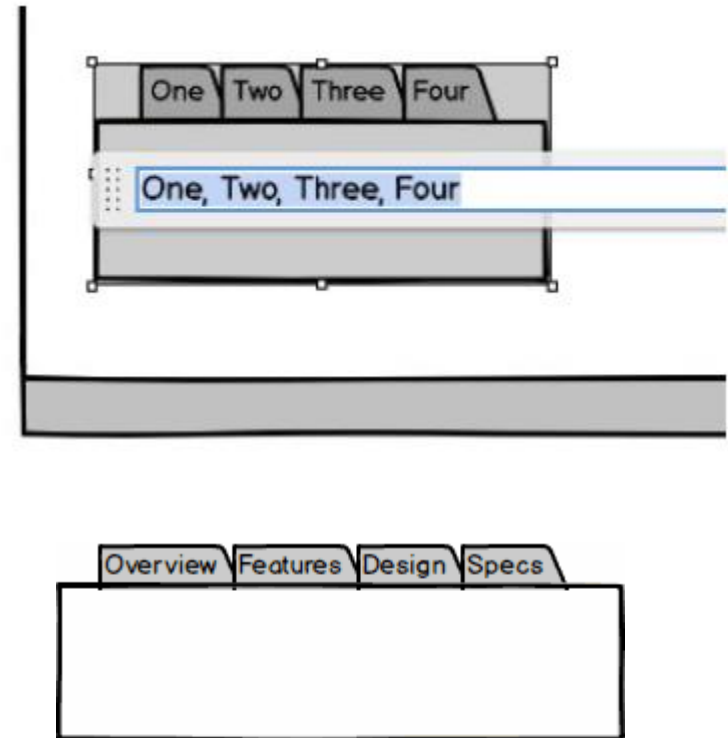 One Two Three Four
One, Two, Three, Four
Overview Features Design Specs